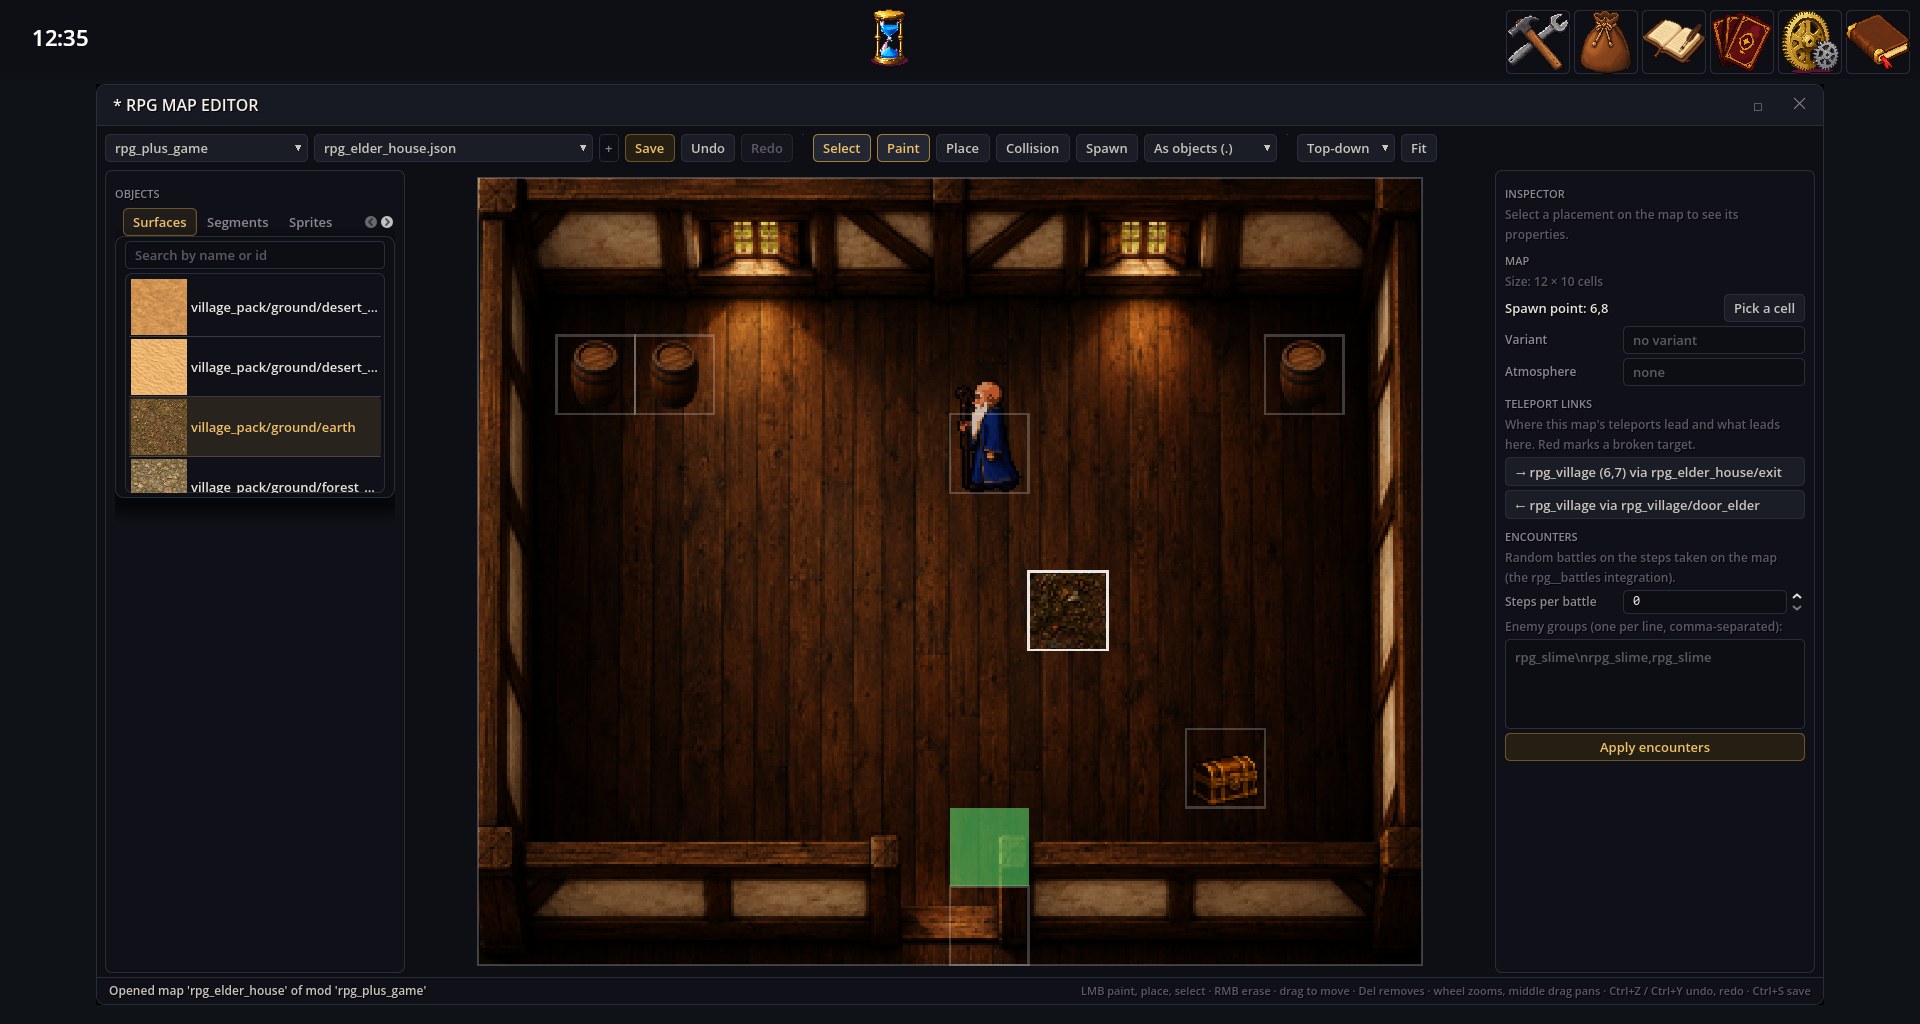 12:35
* RPG MAP EDITOR
rpg_plus_game
rpg_elder_house.json
+
Save
Undo
Redo
Select
Paint
Place
Collision
Spawn
As objects (.)
Top-down
Fit
OBJECTS
Surfaces
Segments
Sprites
Search by name or id
village_pack/ground/desert_...
village_pack/ground/desert_...
village_pack/ground/earth
village_pack/ground/forest_...
INSPECTOR
Select a placement on the map to see its
properties.
MAP
Size: 12 × 10 cells
Spawn point: 6,8
Pick a cell
Variant
no variant
Atmosphere
none
TELEPORT LINKS
Where this map's teleports lead and what leads
here. Red marks a broken target.
→ rpg_village (6,7) via rpg_elder_house/exit
← rpg_village via rpg_village/door_elder
ENCOUNTERS
Random battles on the steps taken on the map
(the rpg__battles integration).
Steps per battle
0
Enemy groups (one per line, comma-separated):
rpg_slime\nrpg_slime,rpg_slime
Apply encounters
Opened map 'rpg_elder_house' of mod 'rpg_plus_game'
LMB paint, place, select · RMB erase · drag to move · Del removes · wheel zooms, middle drag pans · Ctrl+Z / Ctrl+Y undo, redo · Ctrl+S save